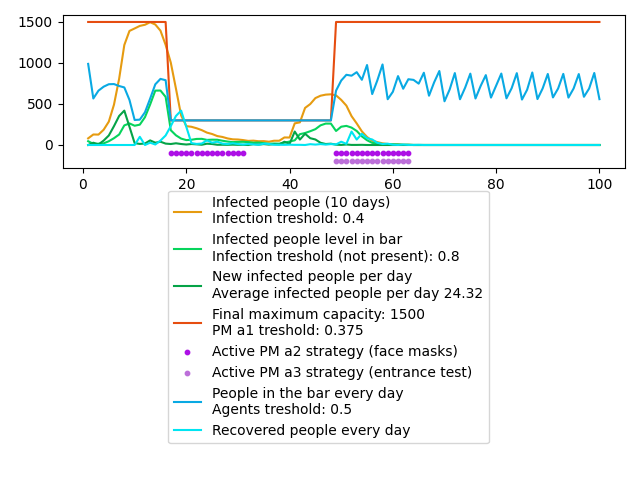 1500
1000
500
0
0 20 40 60 80 100
Infected people (10 days)
Infection treshold: 0.4
Infected people level in bar
Infection treshold (not present): 0.8
New infected people per day
Average infected people per day 24.32
Final maximum capacity: 1500
PM a1 treshold: 0.375
Active PM a2 strategy (face masks)
Active PM a3 strategy (entrance test)
People in the bar every day
Agents treshold: 0.5
Recovered people every day